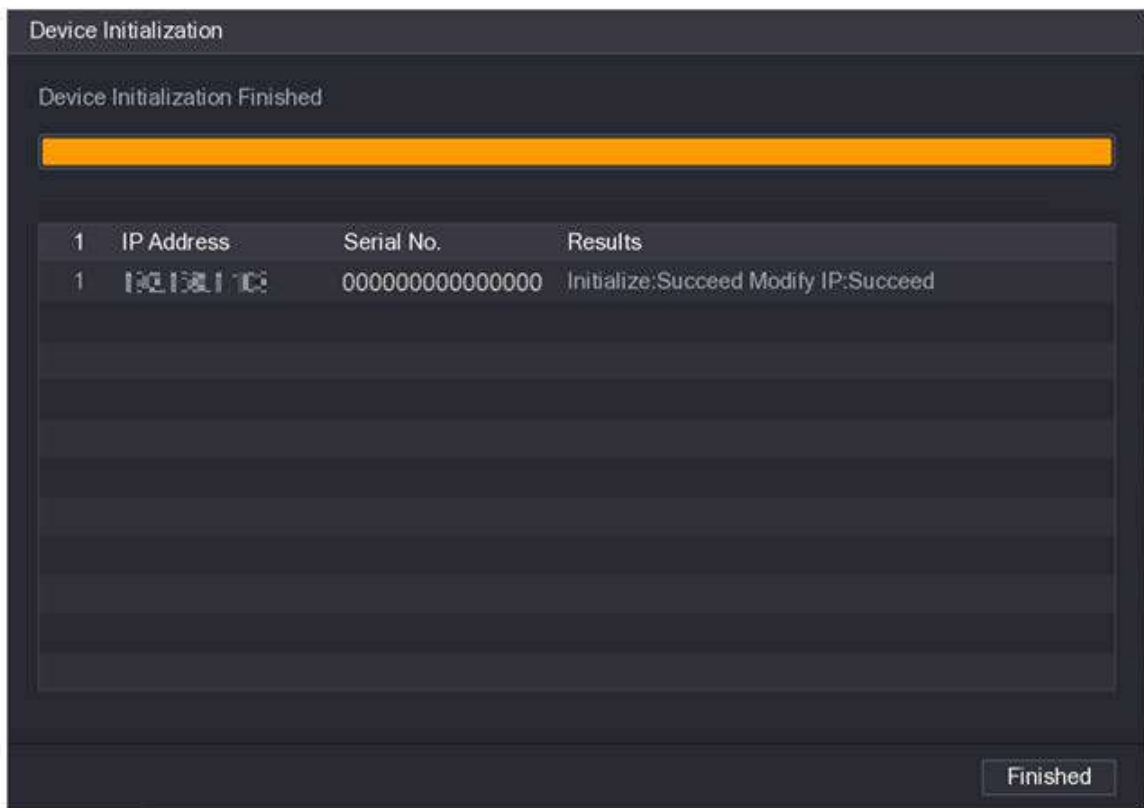 Device Initialization
Device Initialization Finished
1 IP Address Serial No. Results
1 000000000000000 Initialize:Succeed Modify IP:Succeed
Finished